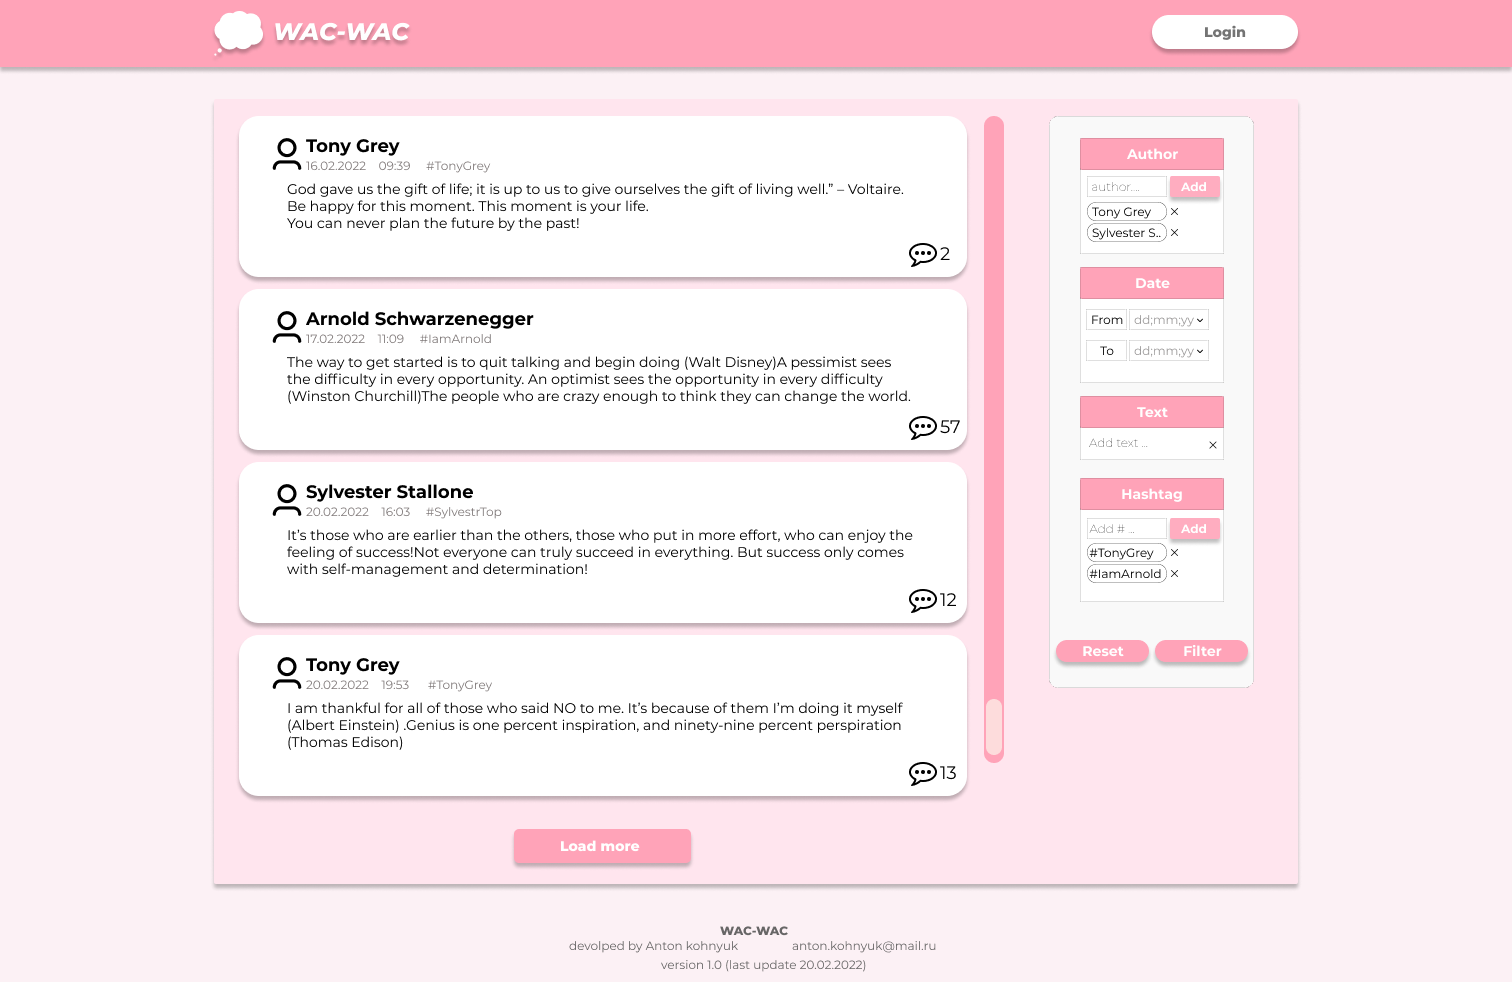 WAC-WAC
Login
Tony Grey
16.02.2022 09:39 #TonyGrey
God gave us the gift of life; it is up to us to give ourselves the gift of living well.” – Voltaire.
Be happy for this moment. This moment is your life.
You can never plan the future by the past!
2
Arnold Schwarzenegger
17.02.2022 11:09 #IamArnold
The way to get started is to quit talking and begin doing (Walt Disney)A pessimist sees
the difficulty in every opportunity. An optimist sees the opportunity in every difficulty
(Winston Churchill)The people who are crazy enough to think they can change the world.
57
Sylvester Stallone
20.02.2022 16:03 #SylvestrTop
It’s those who are earlier than the others, those who put in more effort, who can enjoy the
feeling of success!Not everyone can truly succeed in everything. But success only comes
with self-management and determination!
12
Tony Grey
20.02.2022 19:53 #TonyGrey
I am thankful for all of those who said NO to me. It’s because of them I’m doing it myself
(Albert Einstein) .Genius is one percent inspiration, and ninety-nine percent perspiration
(Thomas Edison)
13
Load more
Author
author... Add
Tony Grey ×
Sylvester S.. ×
Date
From dd;mm;yy
To dd;mm;yy
Text
Add text ... ×
Hashtag
Add # ... Add
#TonyGrey ×
#IamArnold ×
Reset Filter
WAC-WAC
devolped by Anton kohnyuk anton.kohnyuk@mail.ru
version 1.0 (last update 20.02.2022)